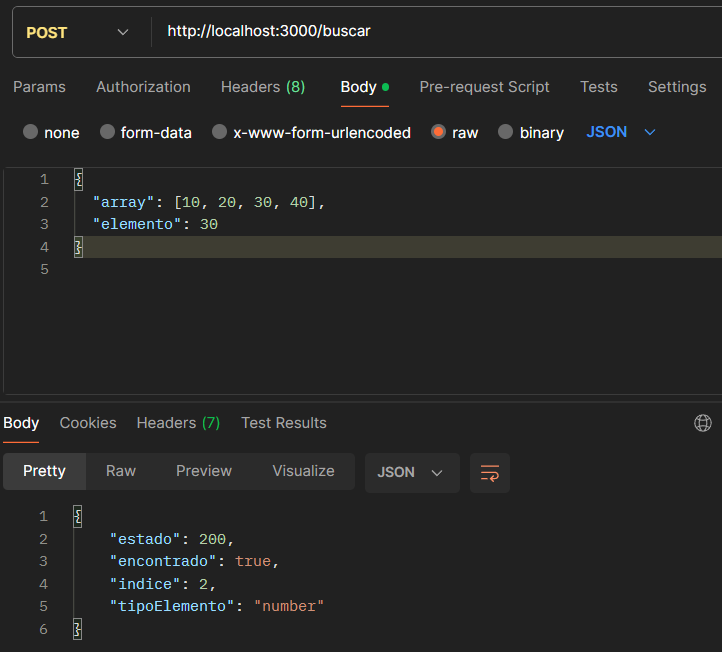 POST http://localhost:3000/buscar
Params Authorization Headers (8) Body Pre-request Script Tests Settings
none form-data x-www-form-urlencoded raw binary JSON
1 {
2 "array": [10, 20, 30, 40],
3 "elemento": 30
4 }
5
Body Cookies Headers (7) Test Results
Pretty Raw Preview Visualize JSON
1 {
2 "estado": 200,
3 "encontrado": true,
4 "indice": 2,
5 "tipoElemento": "number"
6 }